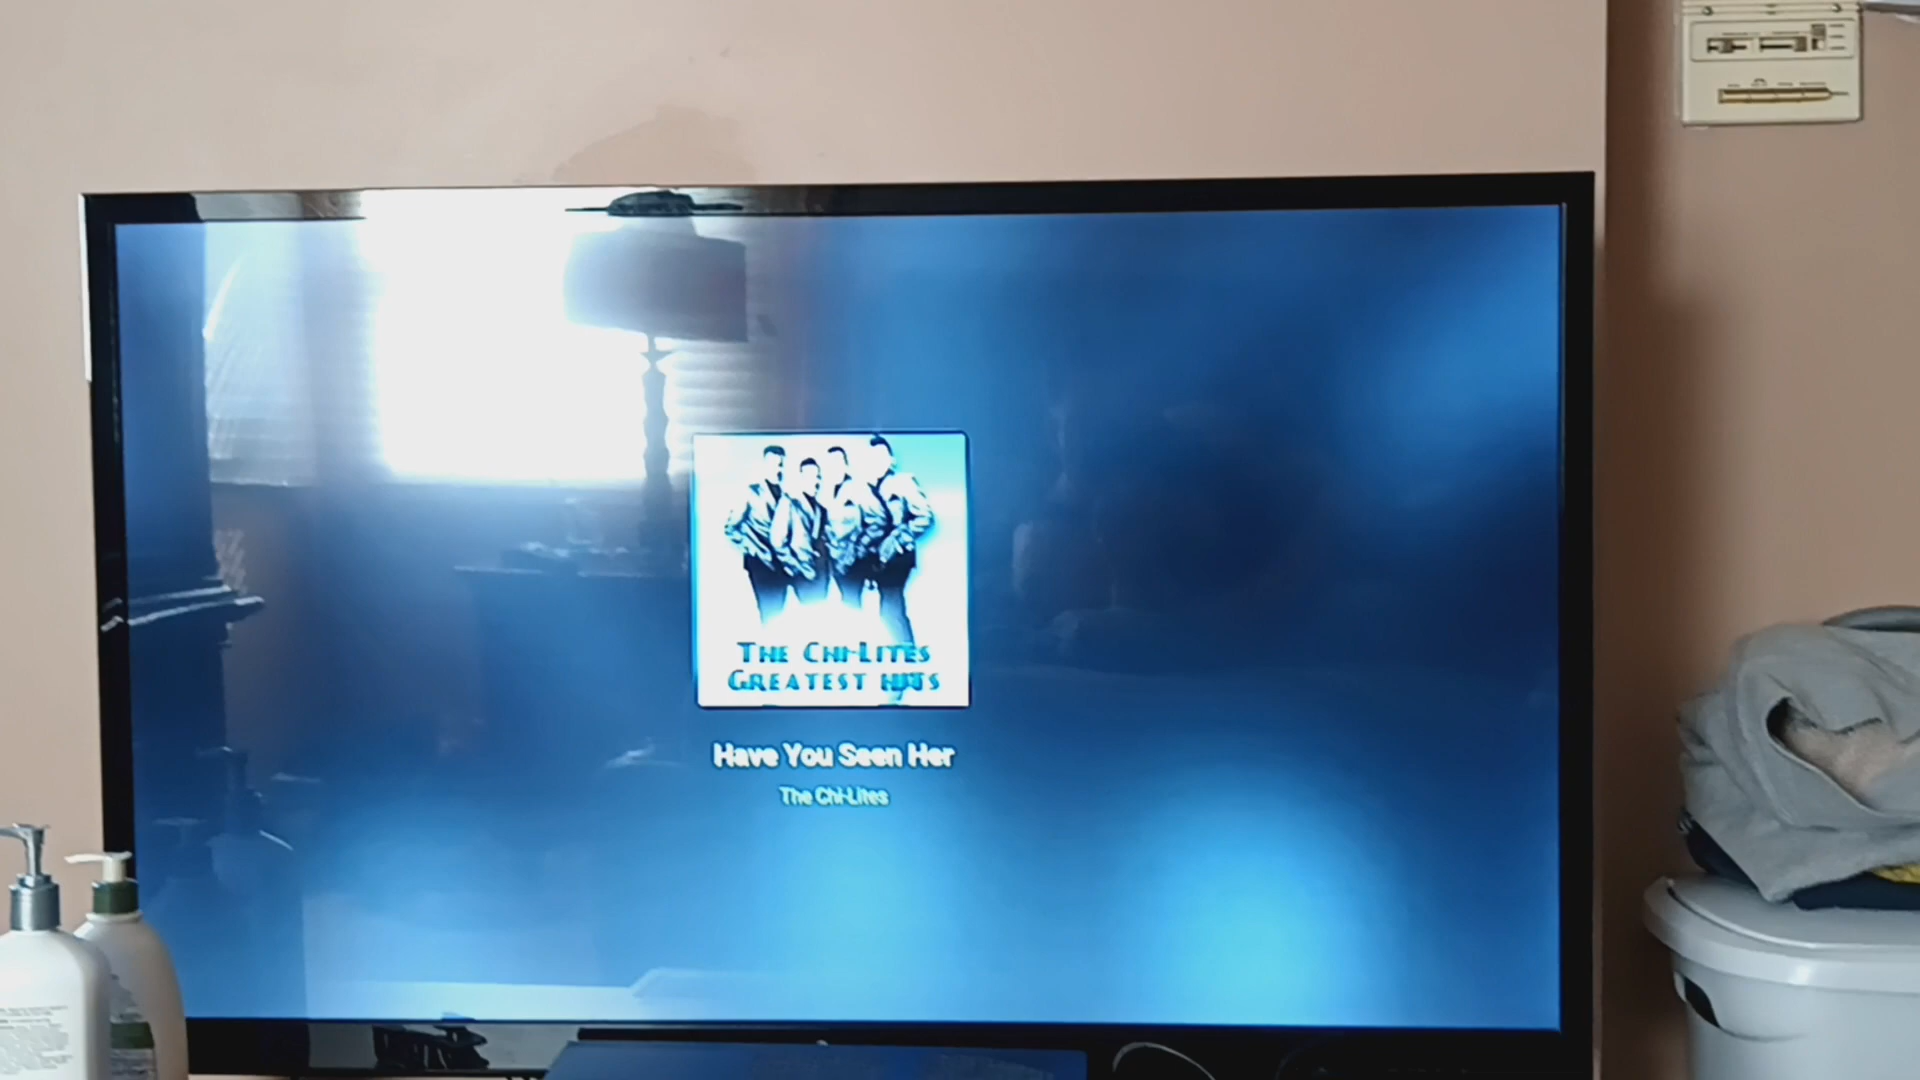 THE CHI-LITES
GREATEST HITS
Have You Seen Her
The Chi-Lites